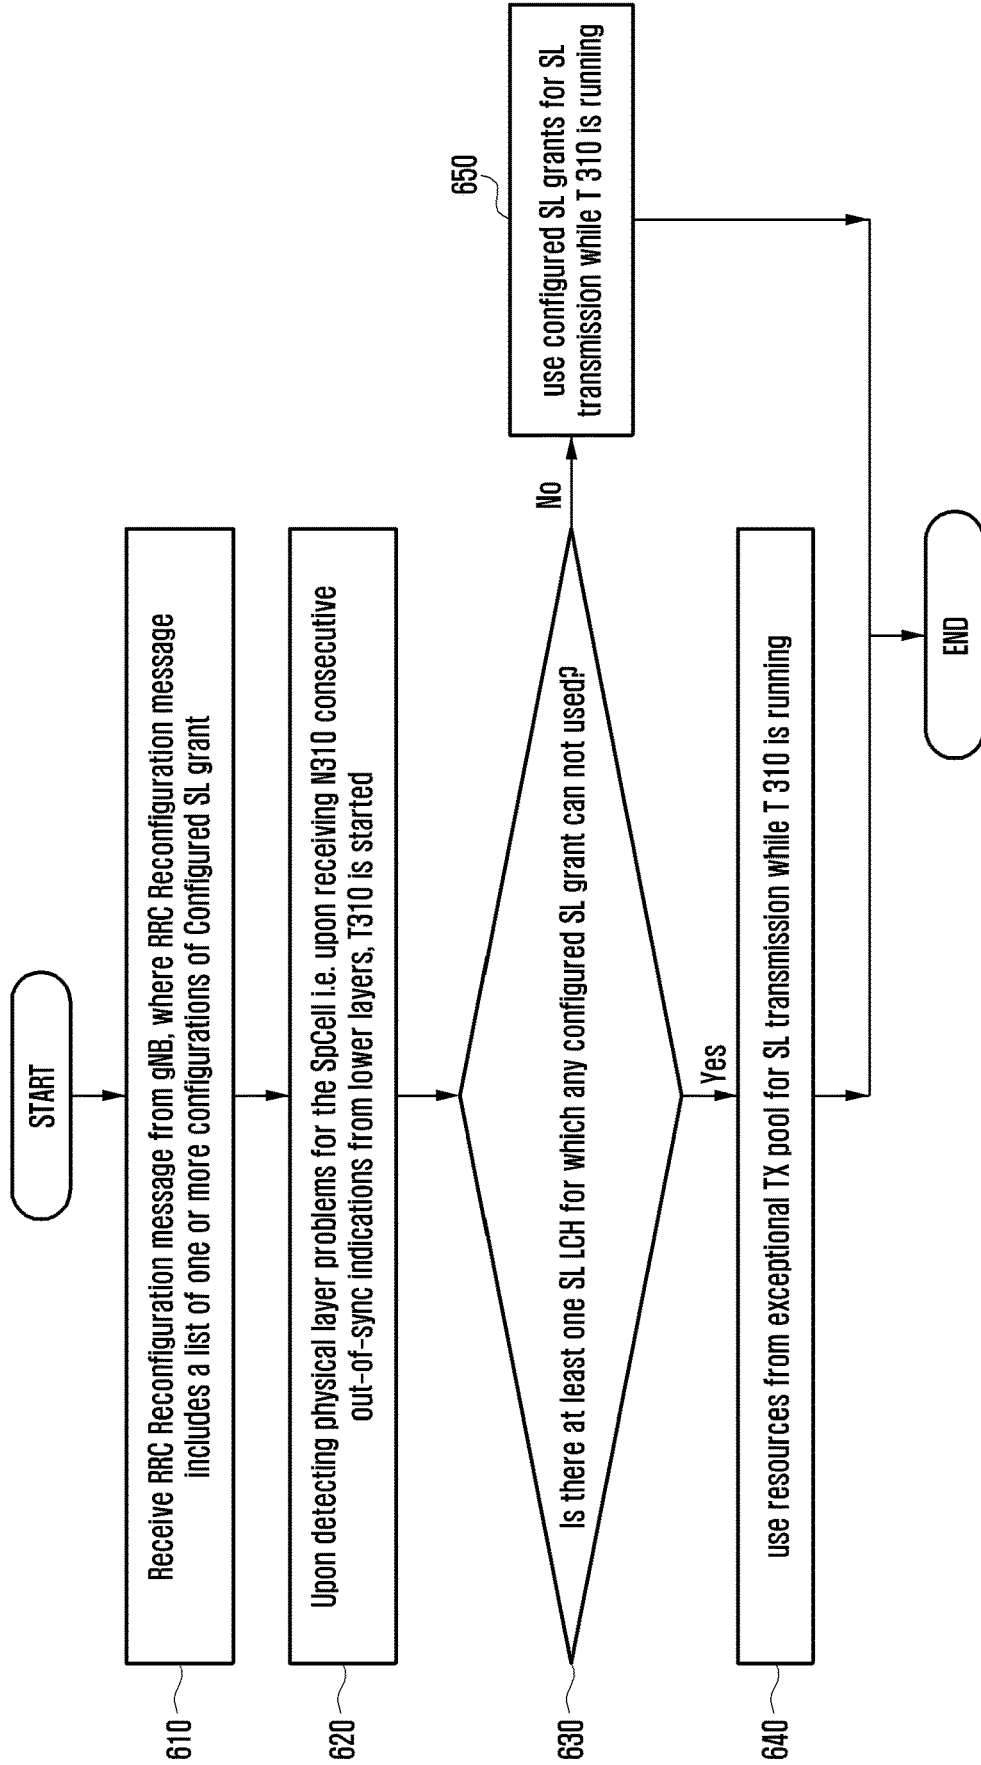 START
610
Receive RRC Reconfiguration message from gNB, where RRC Reconfiguration message
includes a list of one or more configurations of Configured SL grant
620
Upon detecting physical layer problems for the SpCell i.e. upon receiving N310 consecutive
out-of-sync indications from lower layers, T310 is started
630
Is there at least one SL LCH for which any configured SL grant can not used?
No
650
use configured SL grants for SL
transmission while T 310 is running
Yes
640
use resources from exceptional TX pool for SL transmission while T 310 is running
END